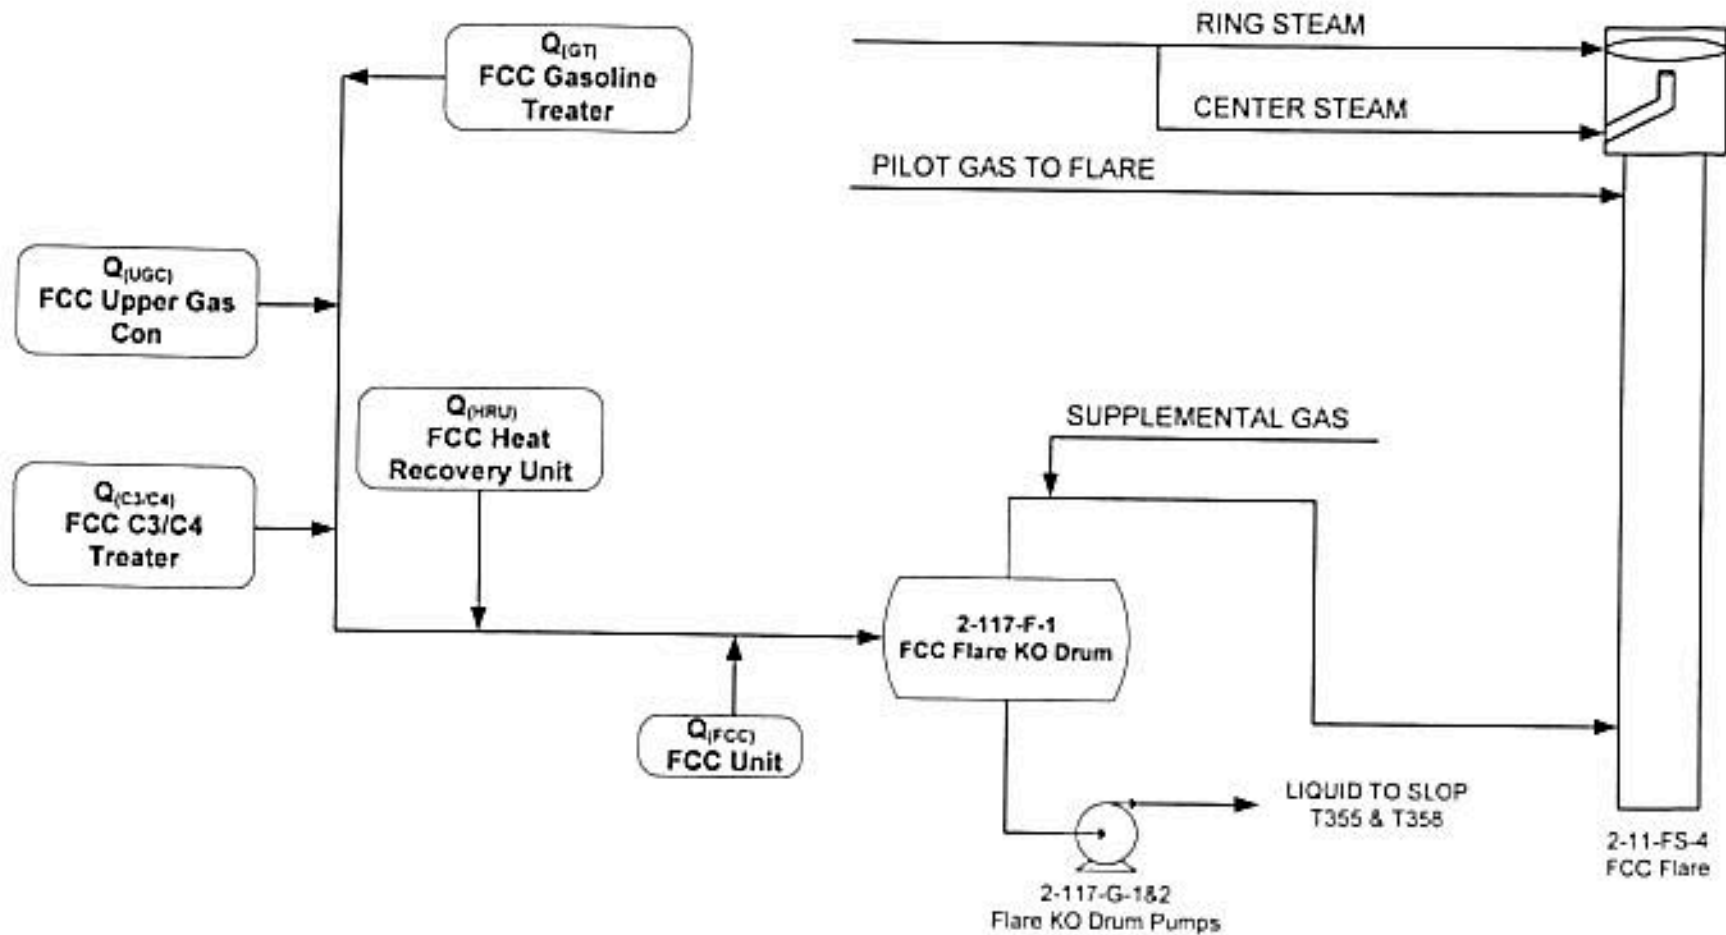 Q(GT)
FCC Gasoline
Treater
RING STEAM
CENTER STEAM
PILOT GAS TO FLARE
Q(UGC)
FCC Upper Gas
Con
Q(HRU)
FCC Heat
Recovery Unit
SUPPLEMENTAL GAS
Q(C3/C4)
FCC C3/C4
Treater
2-117-F-1
FCC Flare KO Drum
Q(FCC)
FCC Unit
LIQUID TO SLOP
T355 & T358
2-11-FS-4
FCC Flare
2-117-G-1&2
Flare KO Drum Pumps